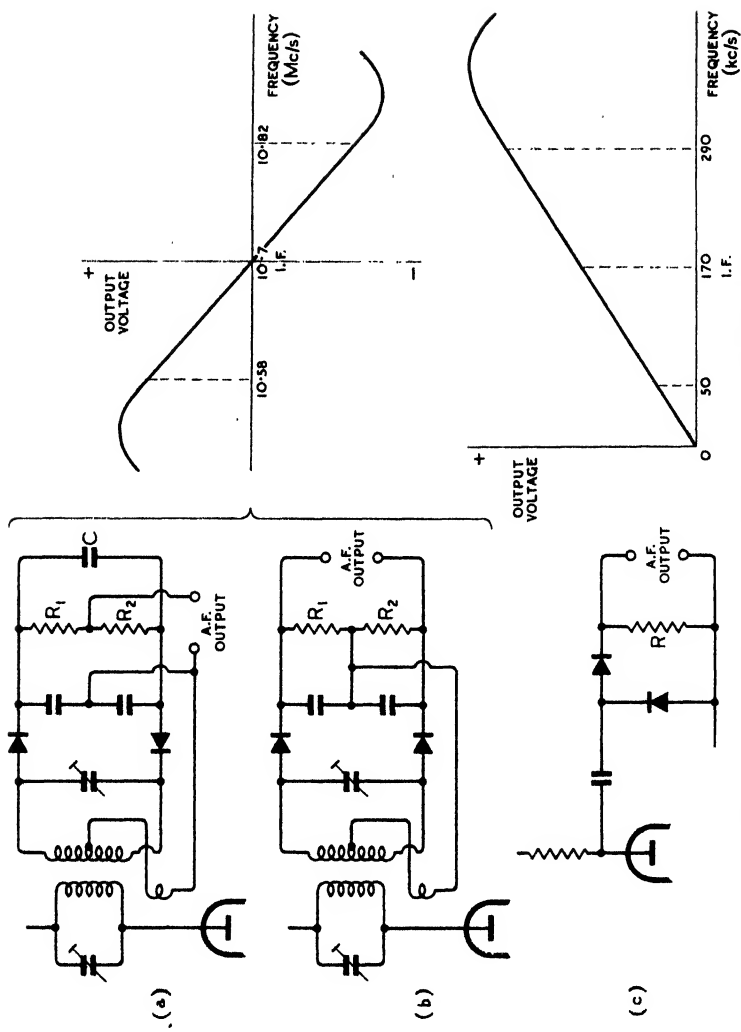 (a)
R1
R2
C
A.F.
OUTPUT
(b)
R1
R2
A.F.
OUTPUT
(c)
R
A.F.
OUTPUT
+
OUTPUT
VOLTAGE
10·58
10·7
I.F.
10·82
FREQUENCY
(Mc/s)
−
+
OUTPUT
VOLTAGE
0
50
170
I.F.
290
FREQUENCY
(kc/s)